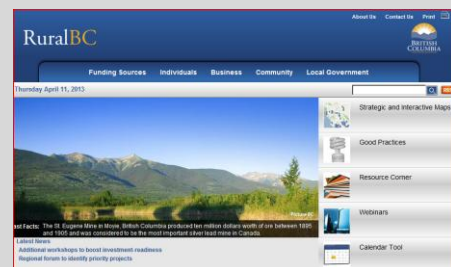 About Us Contact Us Print
RuralBC
BRITISH
COLUMBIA
Funding Sources Individuals Business Community Local Government
Thursday April 11, 2013
Strategic and Interactive Maps
Good Practices
Resource Corner
Webinars
Calendar Tool
Picture BC
ast Facts: The St. Eugene Mine in Moyie, British Columbia produced ten million dollars worth of ore between 1895
and 1905 and was considered to be the most important silver lead mine in Canada.
Latest News
Additional workshops to boost investment readiness
Regional forum to identify priority projects